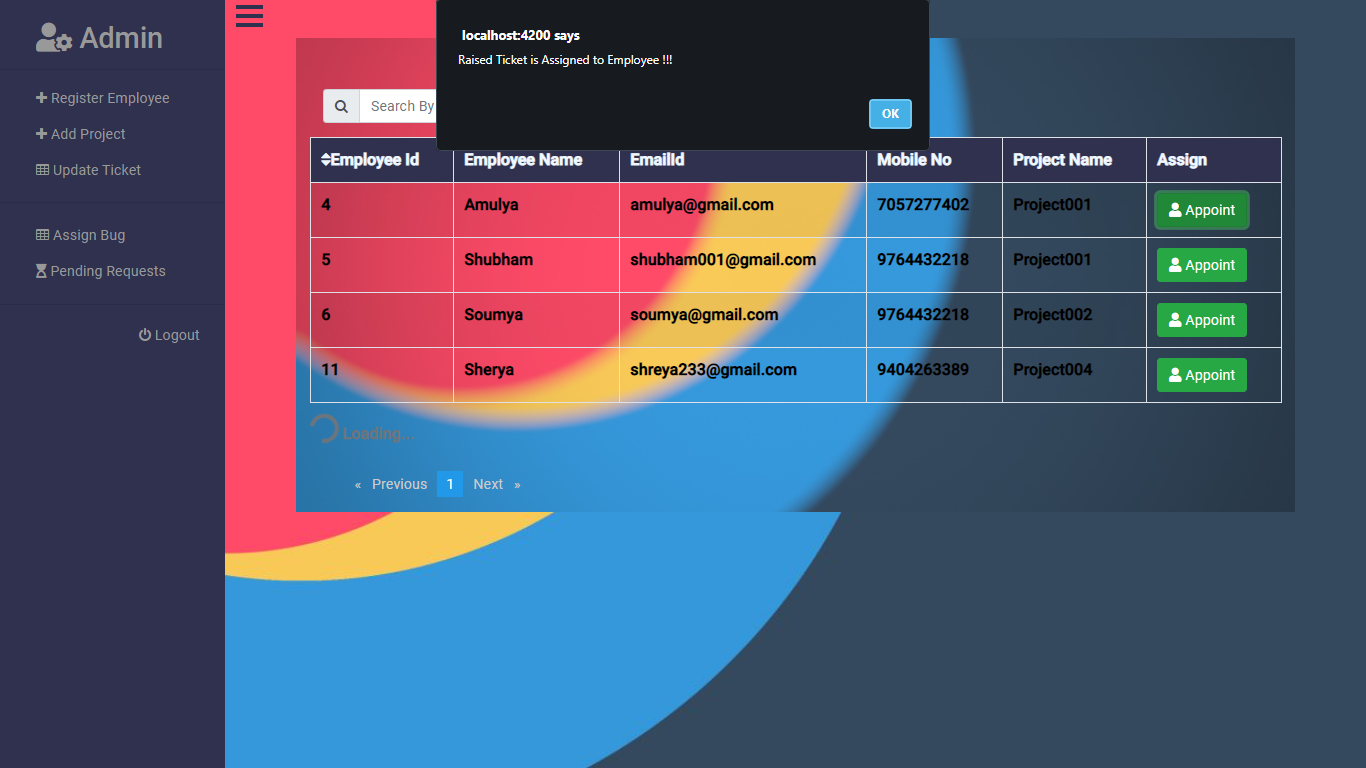 Admin
Register Employee
Add Project
Update Ticket
Assign Bug
Pending Requests
Logout
localhost:4200 says
Raised Ticket is Assigned to Employee !!!
OK
Search By
Employee Id Employee Name EmailId Mobile No Project Name Assign
4 Amulya amulya@gmail.com 7057277402 Project001 Appoint
5 Shubham shubham001@gmail.com 9764432218 Project001 Appoint
6 Soumya soumya@gmail.com 9764432218 Project002 Appoint
11 Sherya shreya233@gmail.com 9404263389 Project004 Appoint
Loading...
« Previous 1 Next »